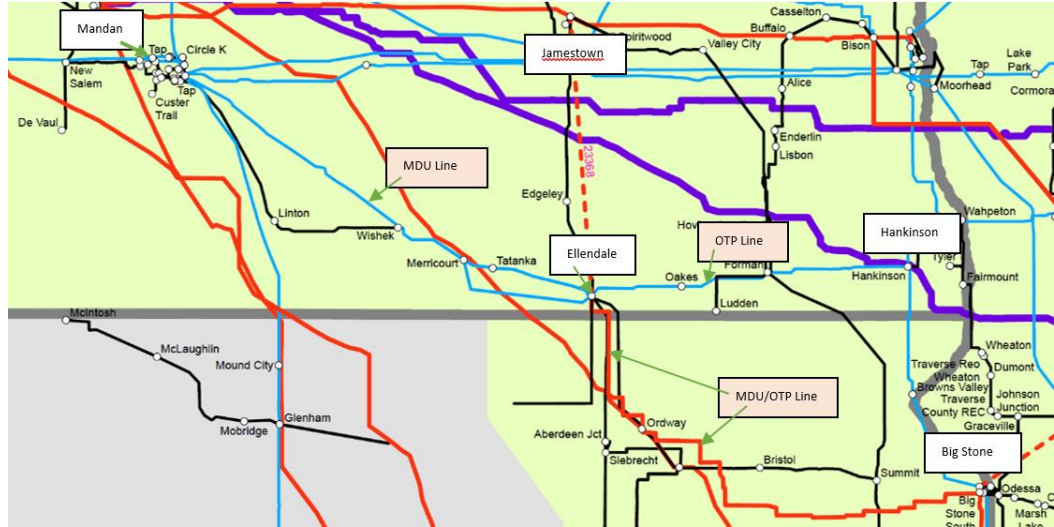 Casselton
Mandan
Tap
Circle K
Buffalo
Jamestown
Spiritwood
Valley City
Bison
Lake
Park
Tap
New
Salem
Tap
Custer
Trail
Alice
Moorhead
Cormora
De Vaul
Enderlin
Lisbon
23368
MDU Line
Edgeley
Linton
Wishek
Hov
OTP Line
Hankinson
Wahpeton
Ellendale
Merricourt
Tatanka
Oakes
Forman
Hankinson
Tyler
Fairmount
Ludden
McIntosh
McLaughlin
Mound City
Wheaton
Traverse Reo
Wheaton
Dumont
Browns Valley
Traverse
County REC
Johnson
Junction
Graceville
MDU/OTP Line
Glenham
Mobridge
Ordway
Aberdeen Jct
Siebrecht
Bristol
Summit
Big Stone
Big
Stone
South
Odessa
Marsh
Lake